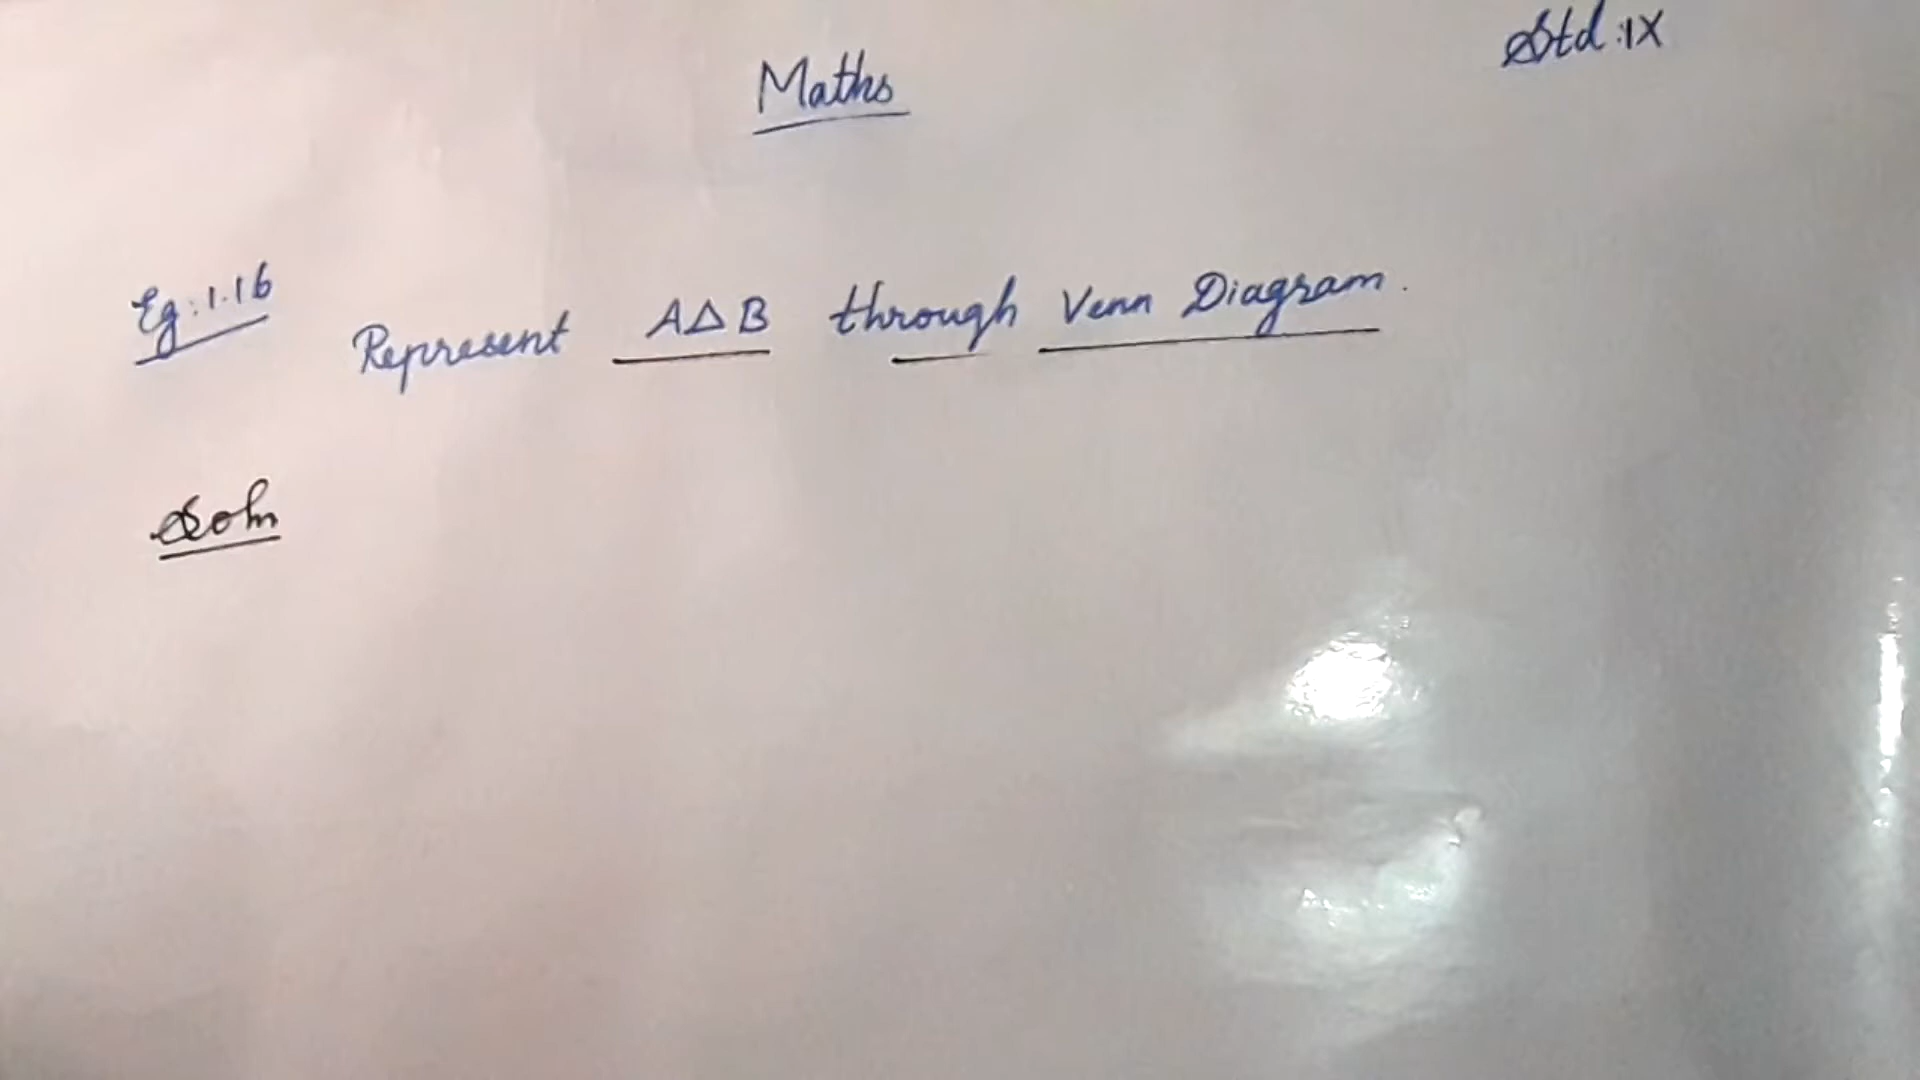 Std:IX
Maths
Eg:1.16
Represent A∆B through Venn Diagram.
Soln